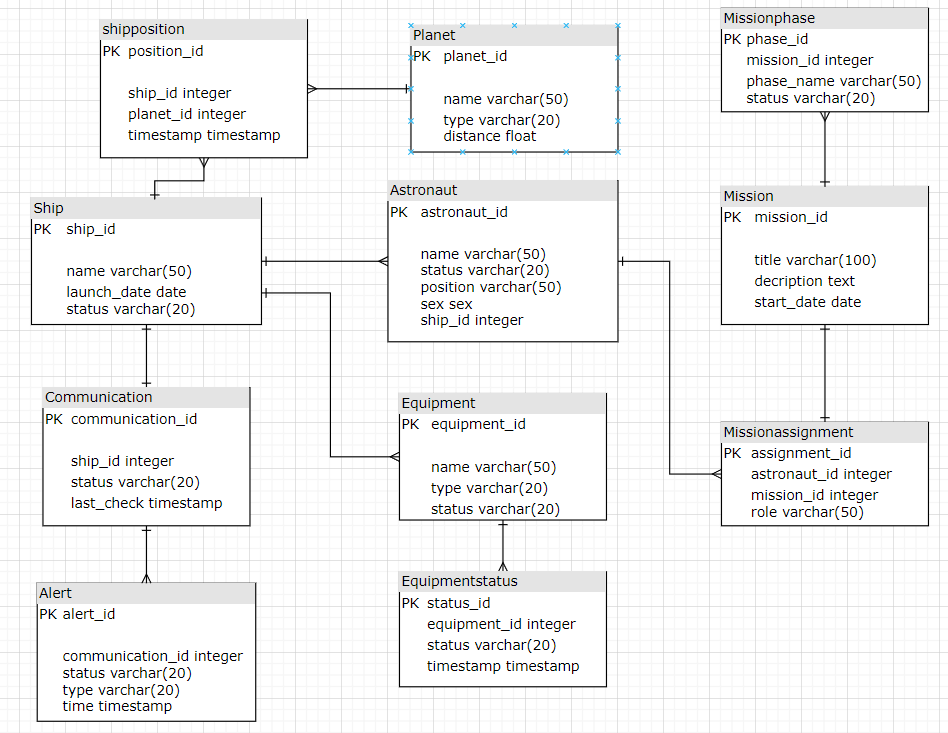 shipposition
PK position_id
ship_id integer
planet_id integer
timestamp timestamp
Planet
PK planet_id
name varchar(50)
type varchar(20)
distance float
Missionphase
PK phase_id
mission_id integer
phase_name varchar(50)
status varchar(20)
Ship
PK ship_id
name varchar(50)
launch_date date
status varchar(20)
Astronaut
PK astronaut_id
name varchar(50)
status varchar(20)
position varchar(50)
sex sex
ship_id integer
Mission
PK mission_id
title varchar(100)
decription text
start_date date
Communication
PK communication_id
ship_id integer
status varchar(20)
last_check timestamp
Equipment
PK equipment_id
name varchar(50)
type varchar(20)
status varchar(20)
Missionassignment
PK assignment_id
astronaut_id integer
mission_id integer
role varchar(50)
Alert
PK alert_id
communication_id integer
status varchar(20)
type varchar(20)
time timestamp
Equipmentstatus
PK status_id
equipment_id integer
status varchar(20)
timestamp timestamp